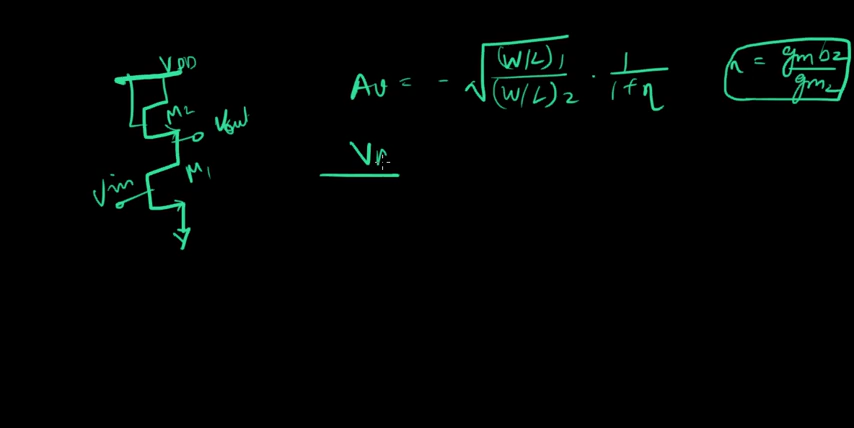 VDD
M2
Vout
M1
Vin
Av = - √(W/L)1 / (W/L)2 · 1 / 1+η
η = gmb2 / gm2